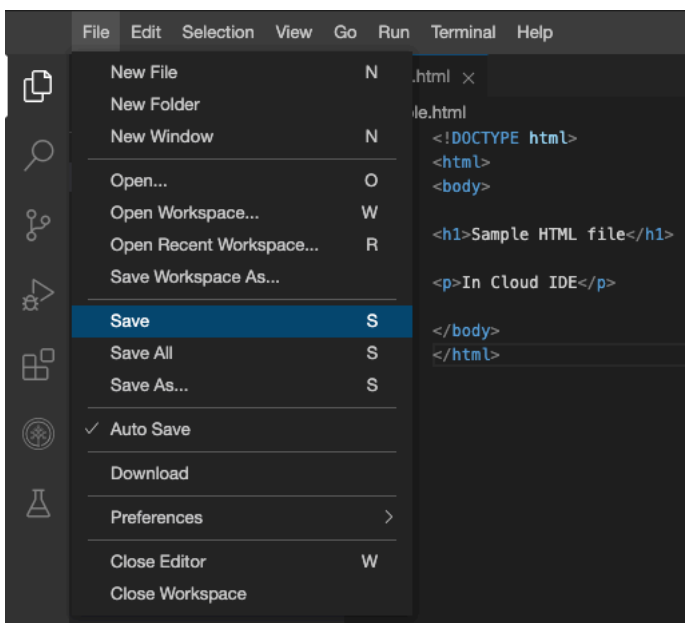 File Edit Selection View Go Run Terminal Help
New File N
New Folder
New Window N
Open... O
Open Workspace... W
Open Recent Workspace... R
Save Workspace As...
Save S
Save All S
Save As... S
Auto Save
Download
Preferences
Close Editor W
Close Workspace
.html
le.html
<!DOCTYPE html>
<html>
<body>
<h1>Sample HTML file</h1>
<p>In Cloud IDE</p>
</body>
</html>